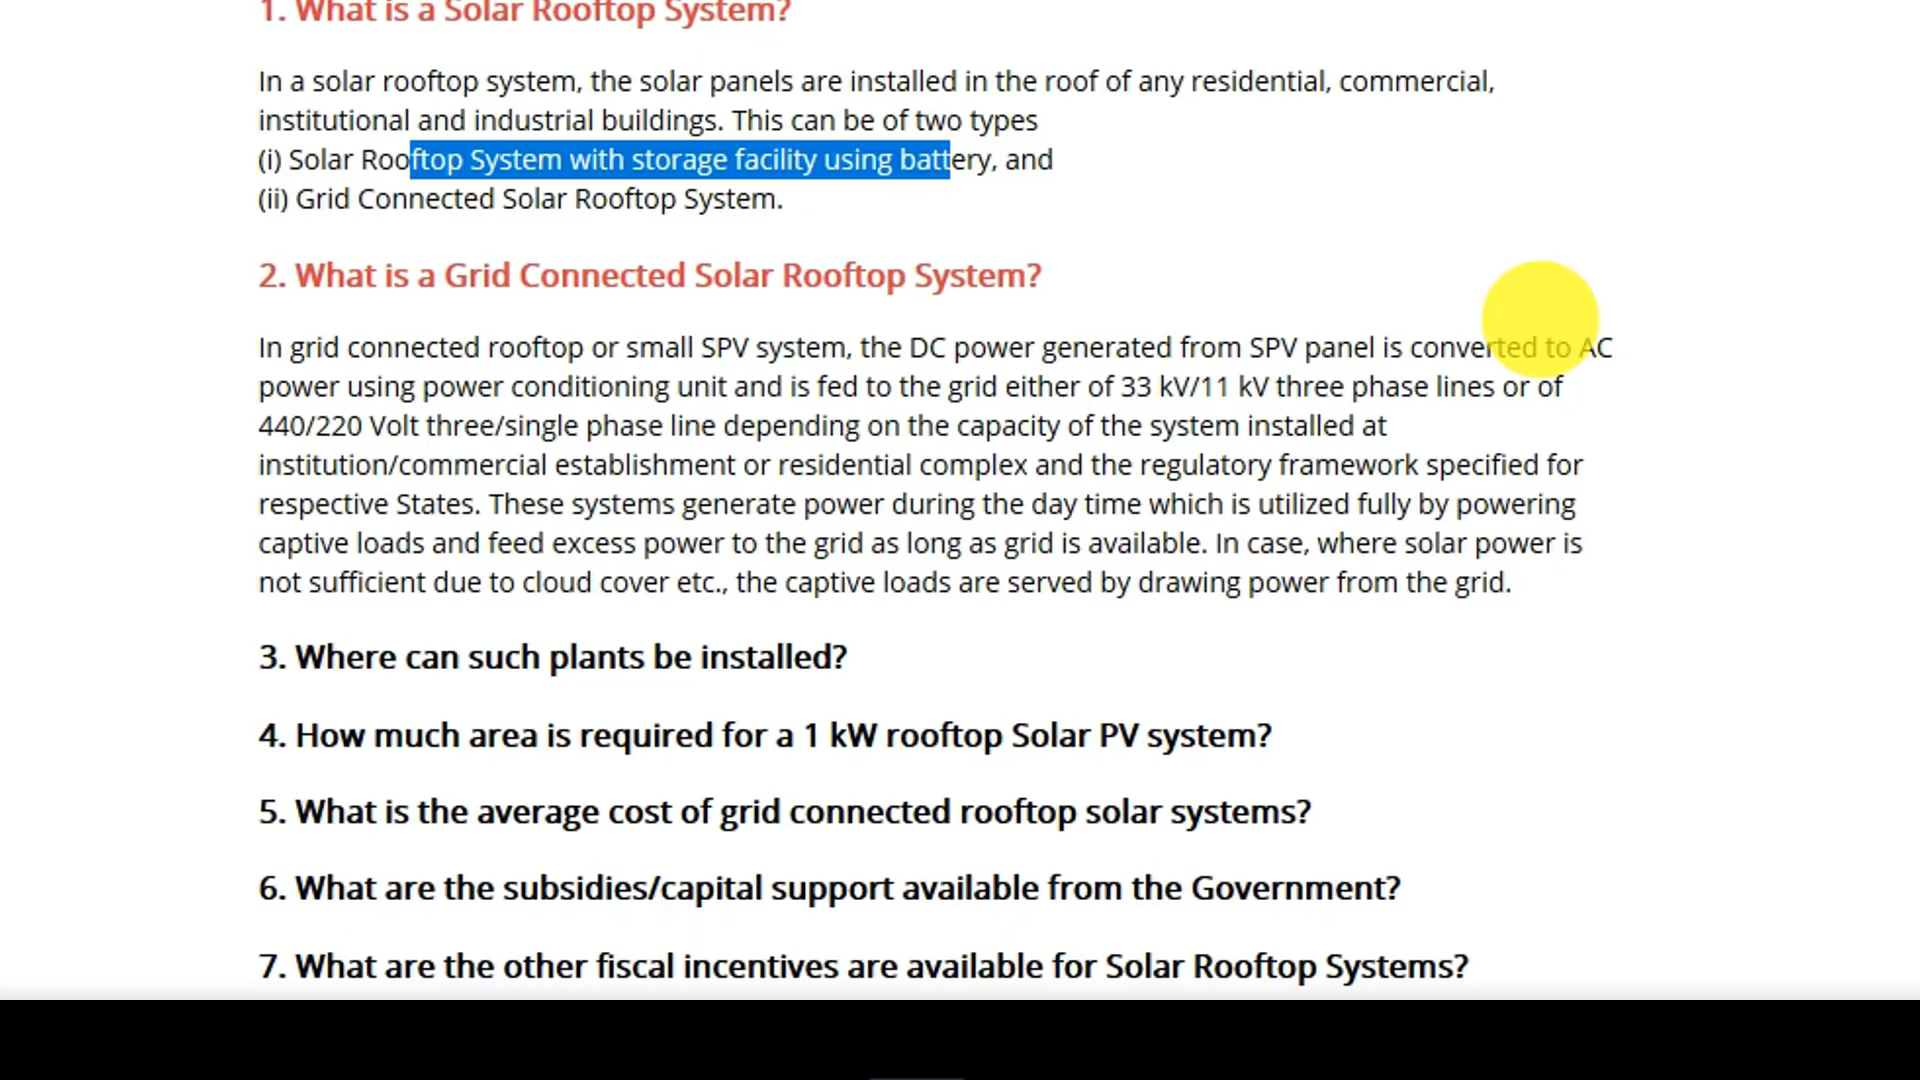 1. What is a Solar Rooftop System?
In a solar rooftop system, the solar panels are installed in the roof of any residential, commercial,
institutional and industrial buildings. This can be of two types
(i) Solar Rooftop System with storage facility using battery, and
(ii) Grid Connected Solar Rooftop System.
2. What is a Grid Connected Solar Rooftop System?
In grid connected rooftop or small SPV system, the DC power generated from SPV panel is converted to AC
power using power conditioning unit and is fed to the grid either of 33 kV/11 kV three phase lines or of
440/220 Volt three/single phase line depending on the capacity of the system installed at
institution/commercial establishment or residential complex and the regulatory framework specified for
respective States. These systems generate power during the day time which is utilized fully by powering
captive loads and feed excess power to the grid as long as grid is available. In case, where solar power is
not sufficient due to cloud cover etc., the captive loads are served by drawing power from the grid.
3. Where can such plants be installed?
4. How much area is required for a 1 kW rooftop Solar PV system?
5. What is the average cost of grid connected rooftop solar systems?
6. What are the subsidies/capital support available from the Government?
7. What are the other fiscal incentives are available for Solar Rooftop Systems?